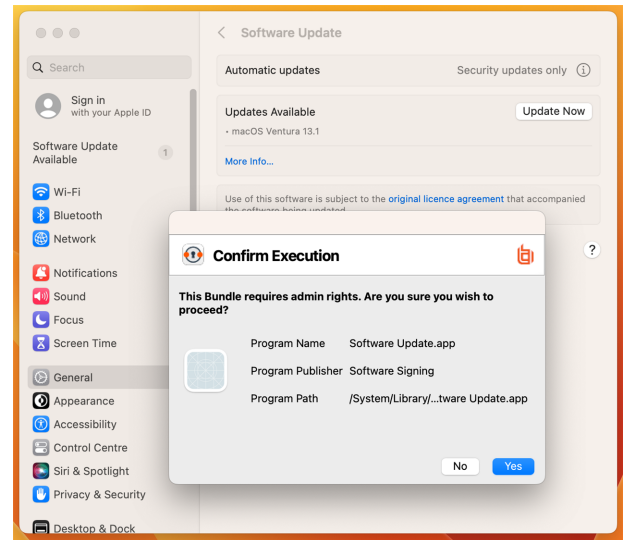 Software Update
Search
Automatic updates
Security updates only
Sign in
with your Apple ID
Updates Available
Update Now
• macOS Ventura 13.1
Software Update
Available
1
More Info...
Wi-Fi
Use of this software is subject to the original licence agreement that accompanied
the software being updated
Bluetooth
Network
?
Notifications
Sound
Focus
Screen Time
General
Appearance
Accessibility
Control Centre
Siri & Spotlight
Privacy & Security
Desktop & Dock
Confirm Execution
This Bundle requires admin rights. Are you sure you wish to
proceed?
Program Name Software Update.app
Program Publisher Software Signing
Program Path /System/Library/...tware Update.app
No
Yes